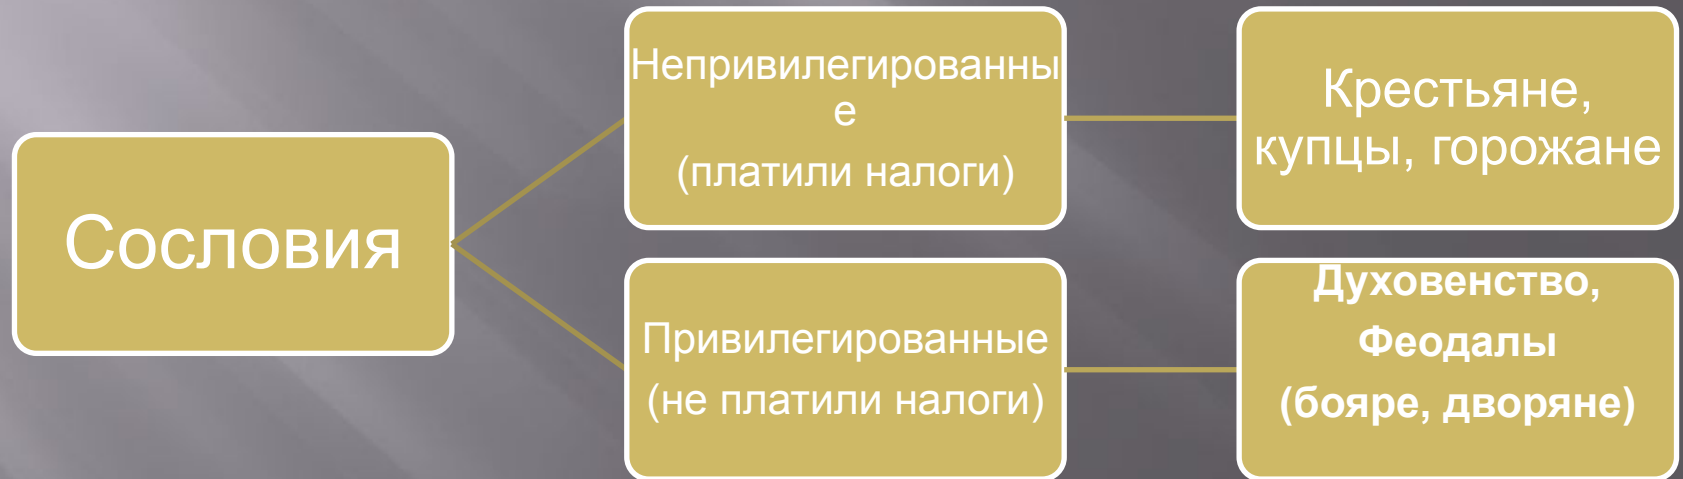 Сословия
Непривилегированны
е
(платили налоги)
Крестьяне,
купцы, горожане
Привилегированные
(не платили налоги)
Духовенство,
Феодалы
(бояре, дворяне)